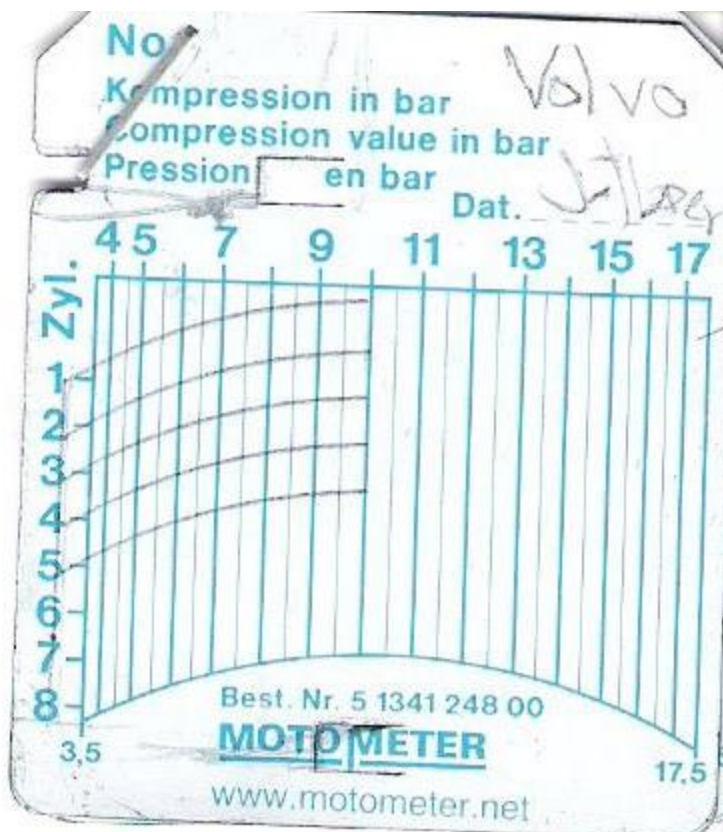 No.
Volvo
Kompression in bar
Compression value in bar
Pression en bar
Dat.
4 5 7 9 11 13 15 17
Zyl.
1
2
3
4
5
6
7
8
3,5
17,5
Best. Nr. 5 1341 248 00
MOTOMETER
www.motometer.net